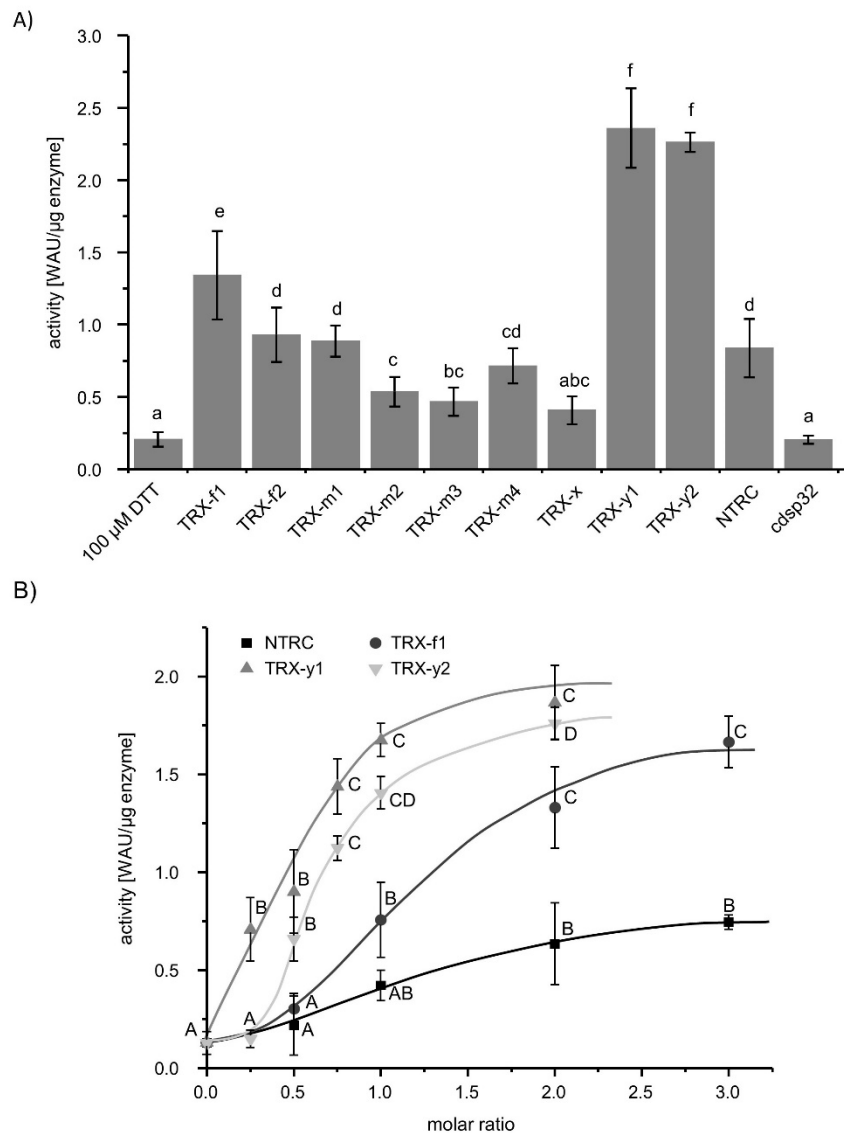 A)
activity [WAU/µg enzyme]
3.0
2.5
2.0
1.5
1.0
0.5
0.0
a
e
d
d
c
bc
cd
abc
f
f
d
a
100 µM DTT
TRX-f1
TRX-f2
TRX-m1
TRX-m2
TRX-m3
TRX-m4
TRX-x
TRX-y1
TRX-y2
NTRC
cdsp32
B)
NTRC
TRX-f1
TRX-y1
TRX-y2
activity [WAU/µg enzyme]
2.0
1.5
1.0
0.5
0.0
C
C
C
D
C
C
CD
C
B
B
B
B
B
B
A
A
A
A
AB
0.0
0.5
1.0
1.5
2.0
2.5
3.0
molar ratio